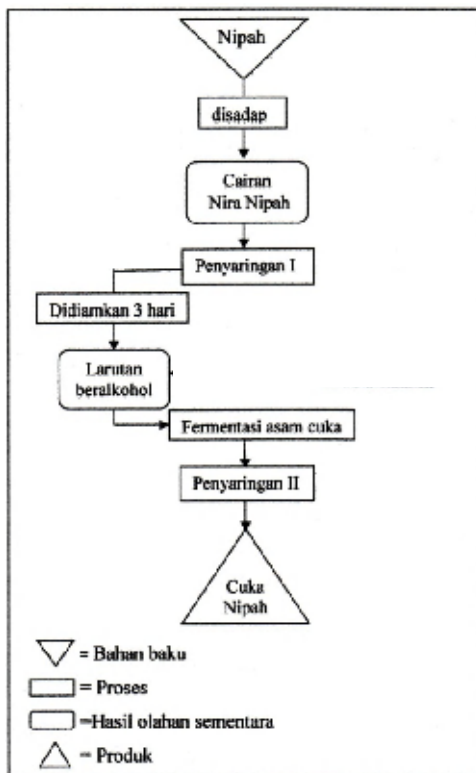 Nipah
disadap
Cairan
Nira Nipah
Penyaringan I
Didiamkan 3 hari
Larutan
beralkohol
Fermentasi asam cuka
Penyaringan II
Cuka
Nipah
= Bahan baku
= Proses
=Hasil olahan sementara
= Produk